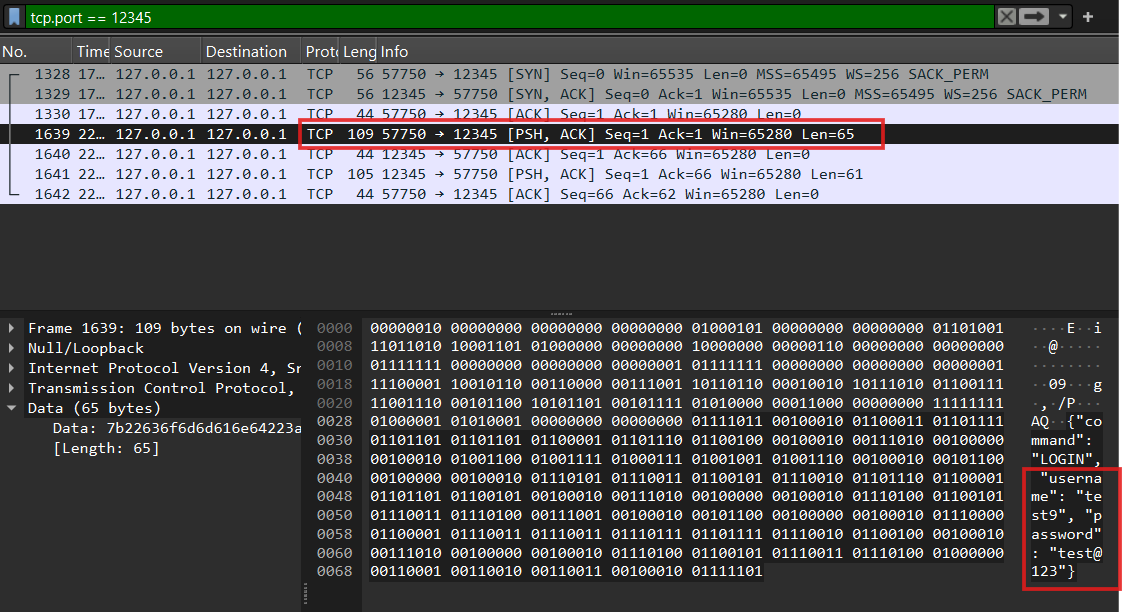 tcp.port == 12345
No. Time Source Destination Proto Leng Info
1328 17… 127.0.0.1 127.0.0.1 TCP 56 57750 → 12345 [SYN] Seq=0 Win=65535 Len=0 MSS=65495 WS=256 SACK_PERM
1329 17… 127.0.0.1 127.0.0.1 TCP 56 12345 → 57750 [SYN, ACK] Seq=0 Ack=1 Win=65535 Len=0 MSS=65495 WS=256 SACK_PERM
1330 17… 127.0.0.1 127.0.0.1 TCP 44 57750 → 12345 [ACK] Seq=1 Ack=1 Win=65280 Len=0
1639 22… 127.0.0.1 127.0.0.1 TCP 109 57750 → 12345 [PSH, ACK] Seq=1 Ack=1 Win=65280 Len=65
1640 22… 127.0.0.1 127.0.0.1 TCP 44 12345 → 57750 [ACK] Seq=1 Ack=66 Win=65280 Len=0
1641 22… 127.0.0.1 127.0.0.1 TCP 105 12345 → 57750 [PSH, ACK] Seq=1 Ack=66 Win=65280 Len=61
1642 22… 127.0.0.1 127.0.0.1 TCP 44 57750 → 12345 [ACK] Seq=66 Ack=62 Win=65280 Len=0
Frame 1639: 109 bytes on wire (
Null/Loopback
Internet Protocol Version 4, Sr
Transmission Control Protocol,
Data (65 bytes)
Data: 7b22636f6d6d616e64223a
[Length: 65]
0000 00000010 00000000 00000000 00000000 01000101 00000000 00000000 01101001 ····E··i
0008 11011010 10001101 01000000 00000000 10000000 00000110 00000000 00000000 ··@·····
0010 01111111 00000000 00000000 00000001 01111111 00000000 00000000 00000001 ········
0018 11100001 10010110 00110000 00111001 10110110 00010010 10111010 01100111 ··09···g
0020 11001110 00101100 10101101 00101111 01010000 00011000 00000000 11111111 ·,·/P···
0028 01000001 01010001 00000000 00000000 01111011 00100010 01100011 01101111 AQ··{"co
0030 01101101 01101101 01100001 01101110 01100100 00100010 00111010 00100000 mmand":
0038 00100010 01001100 01001111 01000111 01001001 01001110 00100010 00101100 "LOGIN",
0040 00100000 00100010 01110101 01110011 01100101 01110010 01101110 01100001 "userna
0048 01101101 01100101 00100010 00111010 00100000 00100010 01110100 01100101 me": "te
0050 01110011 01110100 00111001 00100010 00101100 00100000 00100010 01110000 st9", "p
0058 01100001 01110011 01110011 01110111 01101111 01110010 01100100 00100010 assword"
0060 00111010 00100000 00100010 01110100 01100101 01110011 01110100 01000000 : "test@
0068 00110001 00110010 00110011 00100010 01111101 123"}